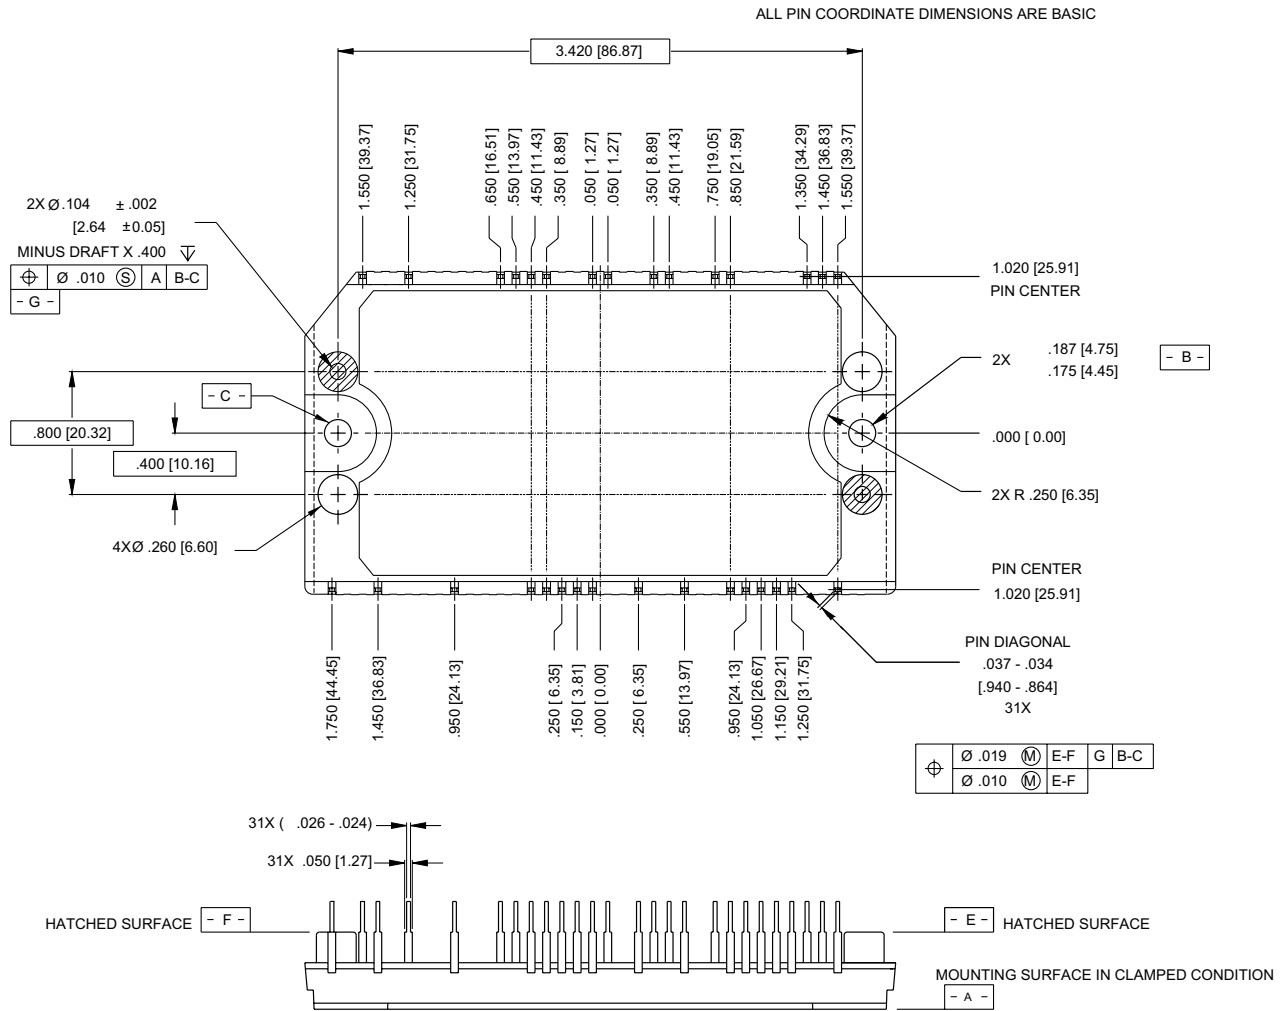 ALL PIN COORDINATE DIMENSIONS ARE BASIC
3.420 [86.87]
1.550 [39.37]
1.250 [31.75]
.650 [16.51]
.550 [13.97]
.450 [11.43]
.350 [ 8.89]
.050 [ 1.27]
.050 [ 1.27]
.350 [ 8.89]
.450 [11.43]
.750 [19.05]
.850 [21.59]
1.350 [34.29]
1.450 [36.83]
1.550 [39.37]
2X Ø .104 ± .002
[2.64 ±0.05]
MINUS DRAFT X .400
Ø .010 Ⓢ A B-C
- G -
1.020 [25.91]
PIN CENTER
2X .187 [4.75]
.175 [4.45]
- B -
- C -
.800 [20.32]
.400 [10.16]
.000 [ 0.00]
2X R .250 [6.35]
4X Ø .260 [6.60]
PIN CENTER
1.020 [25.91]
PIN DIAGONAL
.037 - .034
[.940 - .864]
31X
1.750 [44.45]
1.450 [36.83]
.950 [24.13]
.250 [ 6.35]
.150 [ 3.81]
.000 [ 0.00]
.250 [ 6.35]
.550 [13.97]
.950 [24.13]
1.050 [26.67]
1.150 [29.21]
1.250 [31.75]
Ø .019 Ⓜ E-F G B-C
Ø .010 Ⓜ E-F
31X ( .026 - .024)
31X .050 [1.27]
HATCHED SURFACE - F -
- E - HATCHED SURFACE
MOUNTING SURFACE IN CLAMPED CONDITION
- A -